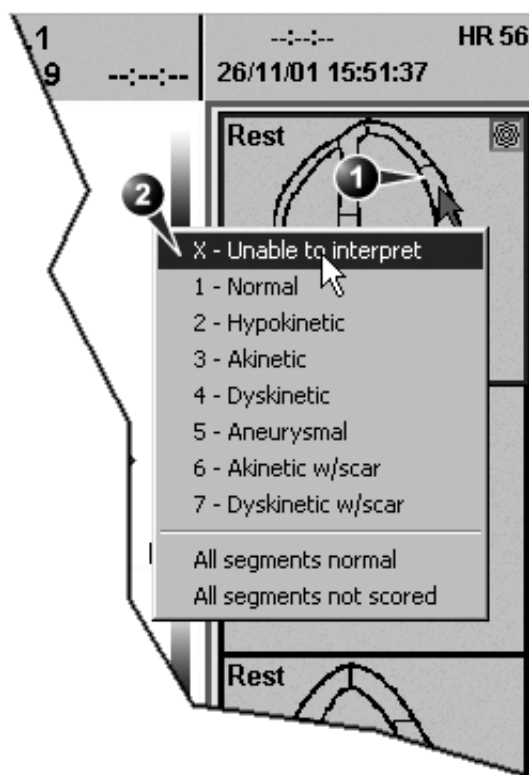 .1
--:--:--
HR 56
.9
--:--:--
26/11/01 15:51:37
Rest
1
2
X - Unable to interpret
1 - Normal
2 - Hypokinetic
3 - Akinetic
4 - Dyskinetic
5 - Aneurysmal
6 - Akinetic w/scar
7 - Dyskinetic w/scar
All segments normal
All segments not scored
Rest